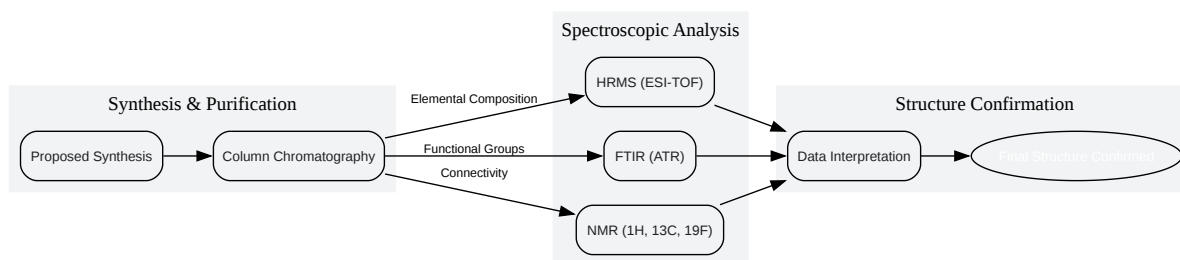 Synthesis & Purification
Proposed Synthesis
Column Chromatography
Elemental Composition
Functional Groups
Connectivity
Spectroscopic Analysis
HRMS (ESI-TOF)
FTIR (ATR)
NMR (1H, 13C, 19F)
Structure Confirmation
Data Interpretation
Final Structure Confirmed